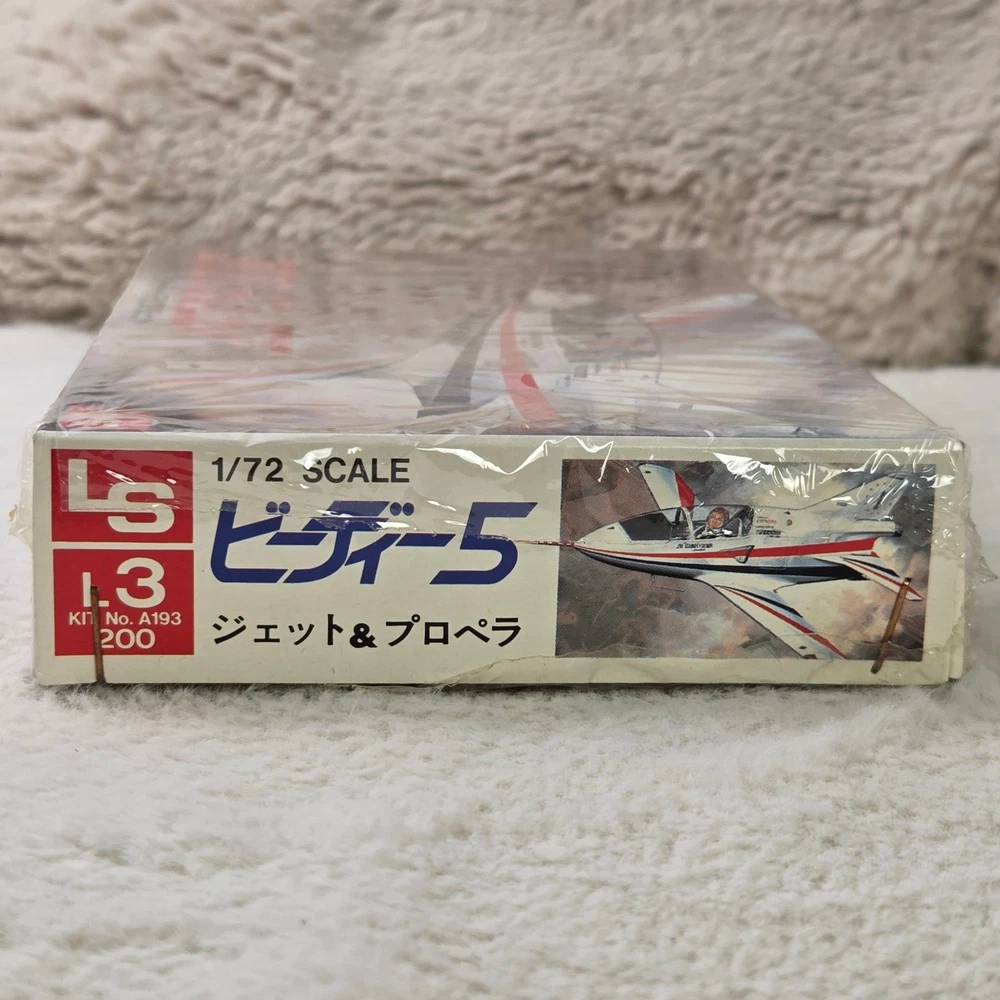 LS
L3
KIT No. A193
200
1/72 SCALE
ビーディー5
ジェット&プロペラ